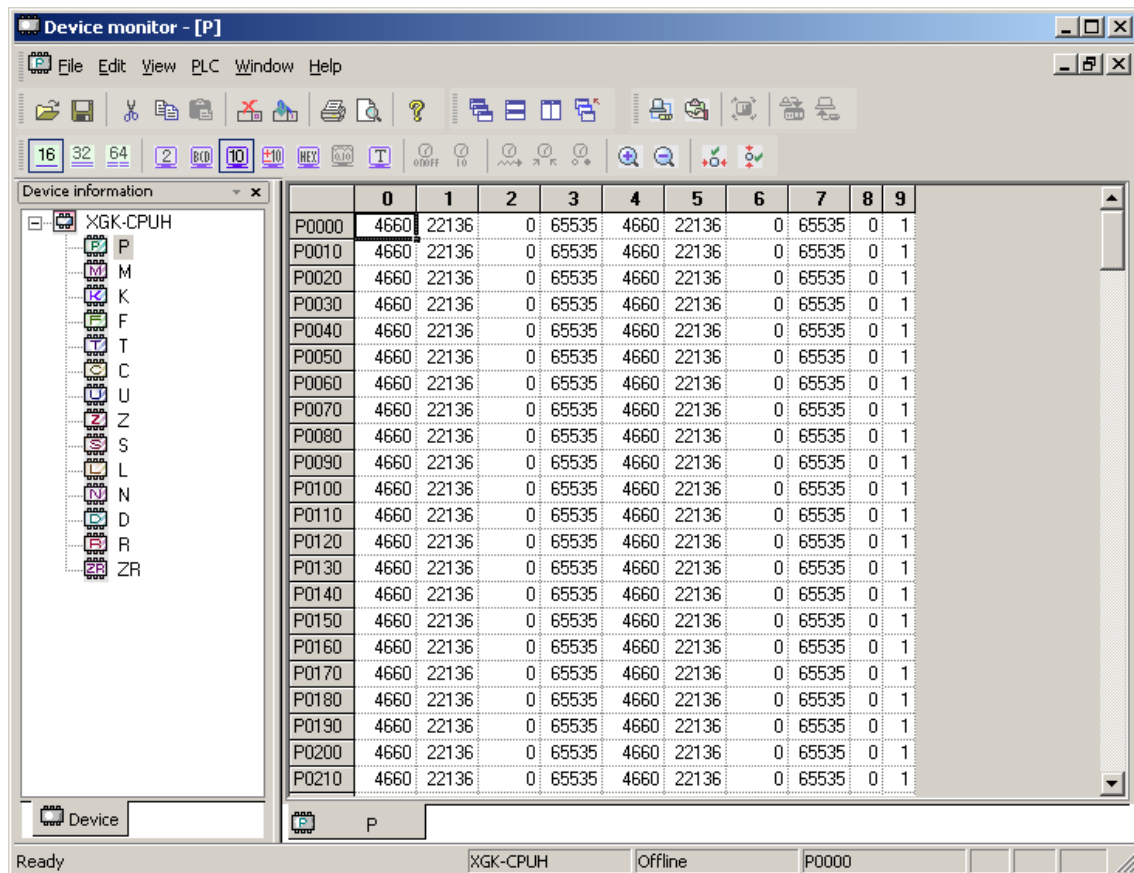 Device monitor - [P]
File Edit View PLC Window Help
16 32 64 2 BCD 10 ±10 HEX 0.10 T ON/OFF 10
Device information
XGK-CPUH
P
M
K
F
T
C
U
Z
S
L
N
D
R
ZR
Device
0 1 2 3 4 5 6 7 8 9
P0000 4660 22136 0 65535 4660 22136 0 65535 0 1
P0010 4660 22136 0 65535 4660 22136 0 65535 0 1
P0020 4660 22136 0 65535 4660 22136 0 65535 0 1
P0030 4660 22136 0 65535 4660 22136 0 65535 0 1
P0040 4660 22136 0 65535 4660 22136 0 65535 0 1
P0050 4660 22136 0 65535 4660 22136 0 65535 0 1
P0060 4660 22136 0 65535 4660 22136 0 65535 0 1
P0070 4660 22136 0 65535 4660 22136 0 65535 0 1
P0080 4660 22136 0 65535 4660 22136 0 65535 0 1
P0090 4660 22136 0 65535 4660 22136 0 65535 0 1
P0100 4660 22136 0 65535 4660 22136 0 65535 0 1
P0110 4660 22136 0 65535 4660 22136 0 65535 0 1
P0120 4660 22136 0 65535 4660 22136 0 65535 0 1
P0130 4660 22136 0 65535 4660 22136 0 65535 0 1
P0140 4660 22136 0 65535 4660 22136 0 65535 0 1
P0150 4660 22136 0 65535 4660 22136 0 65535 0 1
P0160 4660 22136 0 65535 4660 22136 0 65535 0 1
P0170 4660 22136 0 65535 4660 22136 0 65535 0 1
P0180 4660 22136 0 65535 4660 22136 0 65535 0 1
P0190 4660 22136 0 65535 4660 22136 0 65535 0 1
P0200 4660 22136 0 65535 4660 22136 0 65535 0 1
P0210 4660 22136 0 65535 4660 22136 0 65535 0 1
P
Ready XGK-CPUH Offline P0000